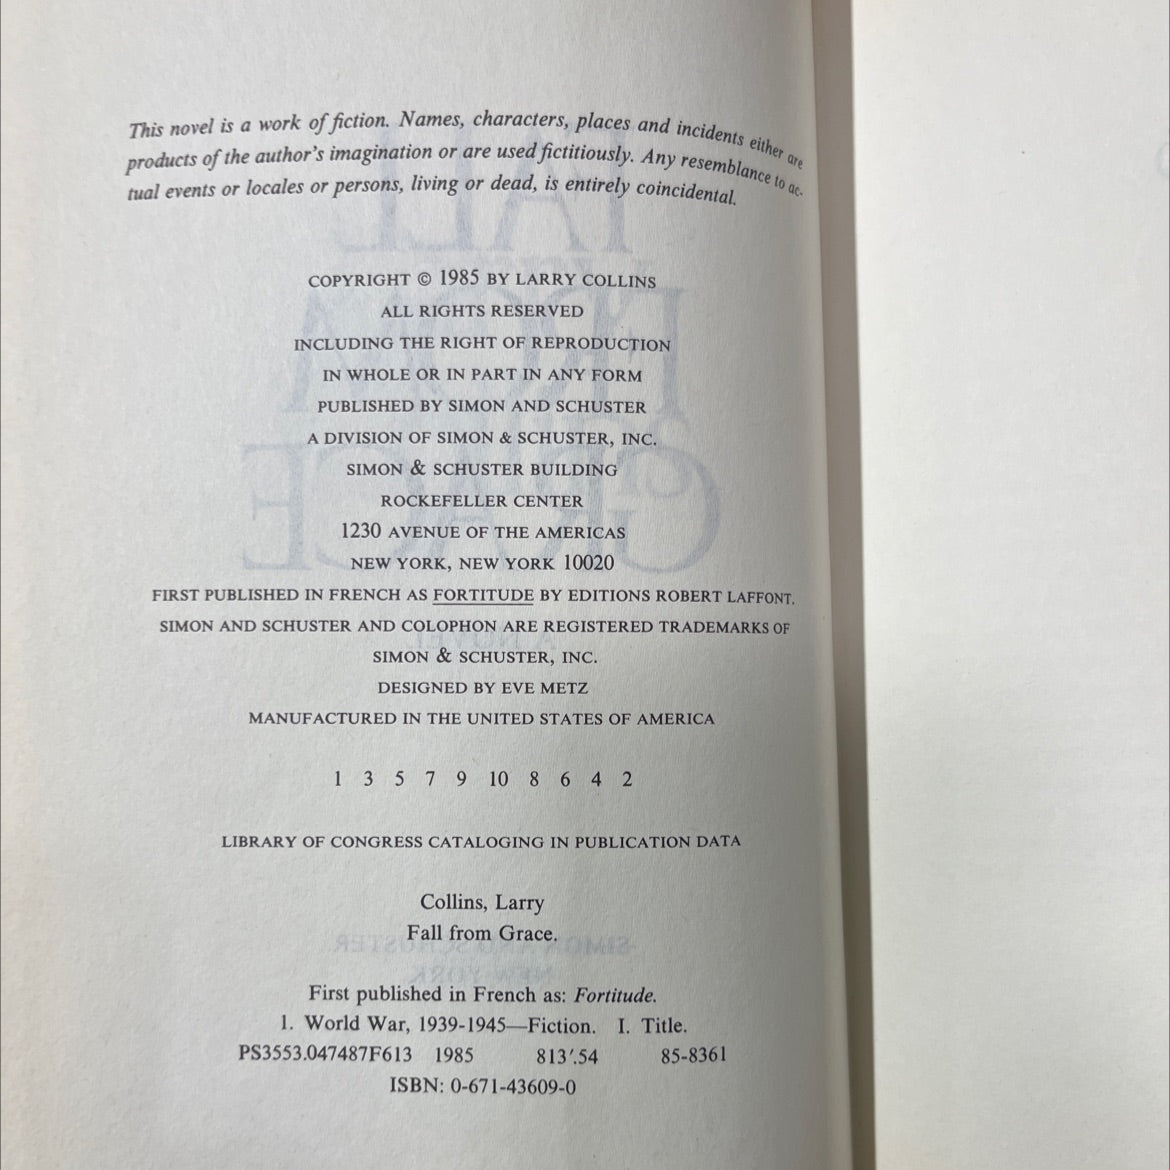 This novel is a work of fiction. Names, characters, places and incidents either are
products of the author's imagination or are used fictitiously. Any resemblance to ac-
tual events or locales or persons, living or dead, is entirely coincidental.
COPYRIGHT © 1985 BY LARRY COLLINS
ALL RIGHTS RESERVED
INCLUDING THE RIGHT OF REPRODUCTION
IN WHOLE OR IN PART IN ANY FORM
PUBLISHED BY SIMON AND SCHUSTER
A DIVISION OF SIMON & SCHUSTER, INC.
SIMON & SCHUSTER BUILDING
ROCKEFELLER CENTER
1230 AVENUE OF THE AMERICAS
NEW YORK, NEW YORK 10020
FIRST PUBLISHED IN FRENCH AS FORTITUDE BY EDITIONS ROBERT LAFFONT.
SIMON AND SCHUSTER AND COLOPHON ARE REGISTERED TRADEMARKS OF
SIMON & SCHUSTER, INC.
DESIGNED BY EVE METZ
MANUFACTURED IN THE UNITED STATES OF AMERICA
1 3 5 7 9 10 8 6 4 2
LIBRARY OF CONGRESS CATALOGING IN PUBLICATION DATA
Collins, Larry
Fall from Grace.
First published in French as: Fortitude.
1. World War, 1939-1945—Fiction. I. Title.
PS3553.047487F613 1985 813'.54 85-8361
ISBN: 0-671-43609-0